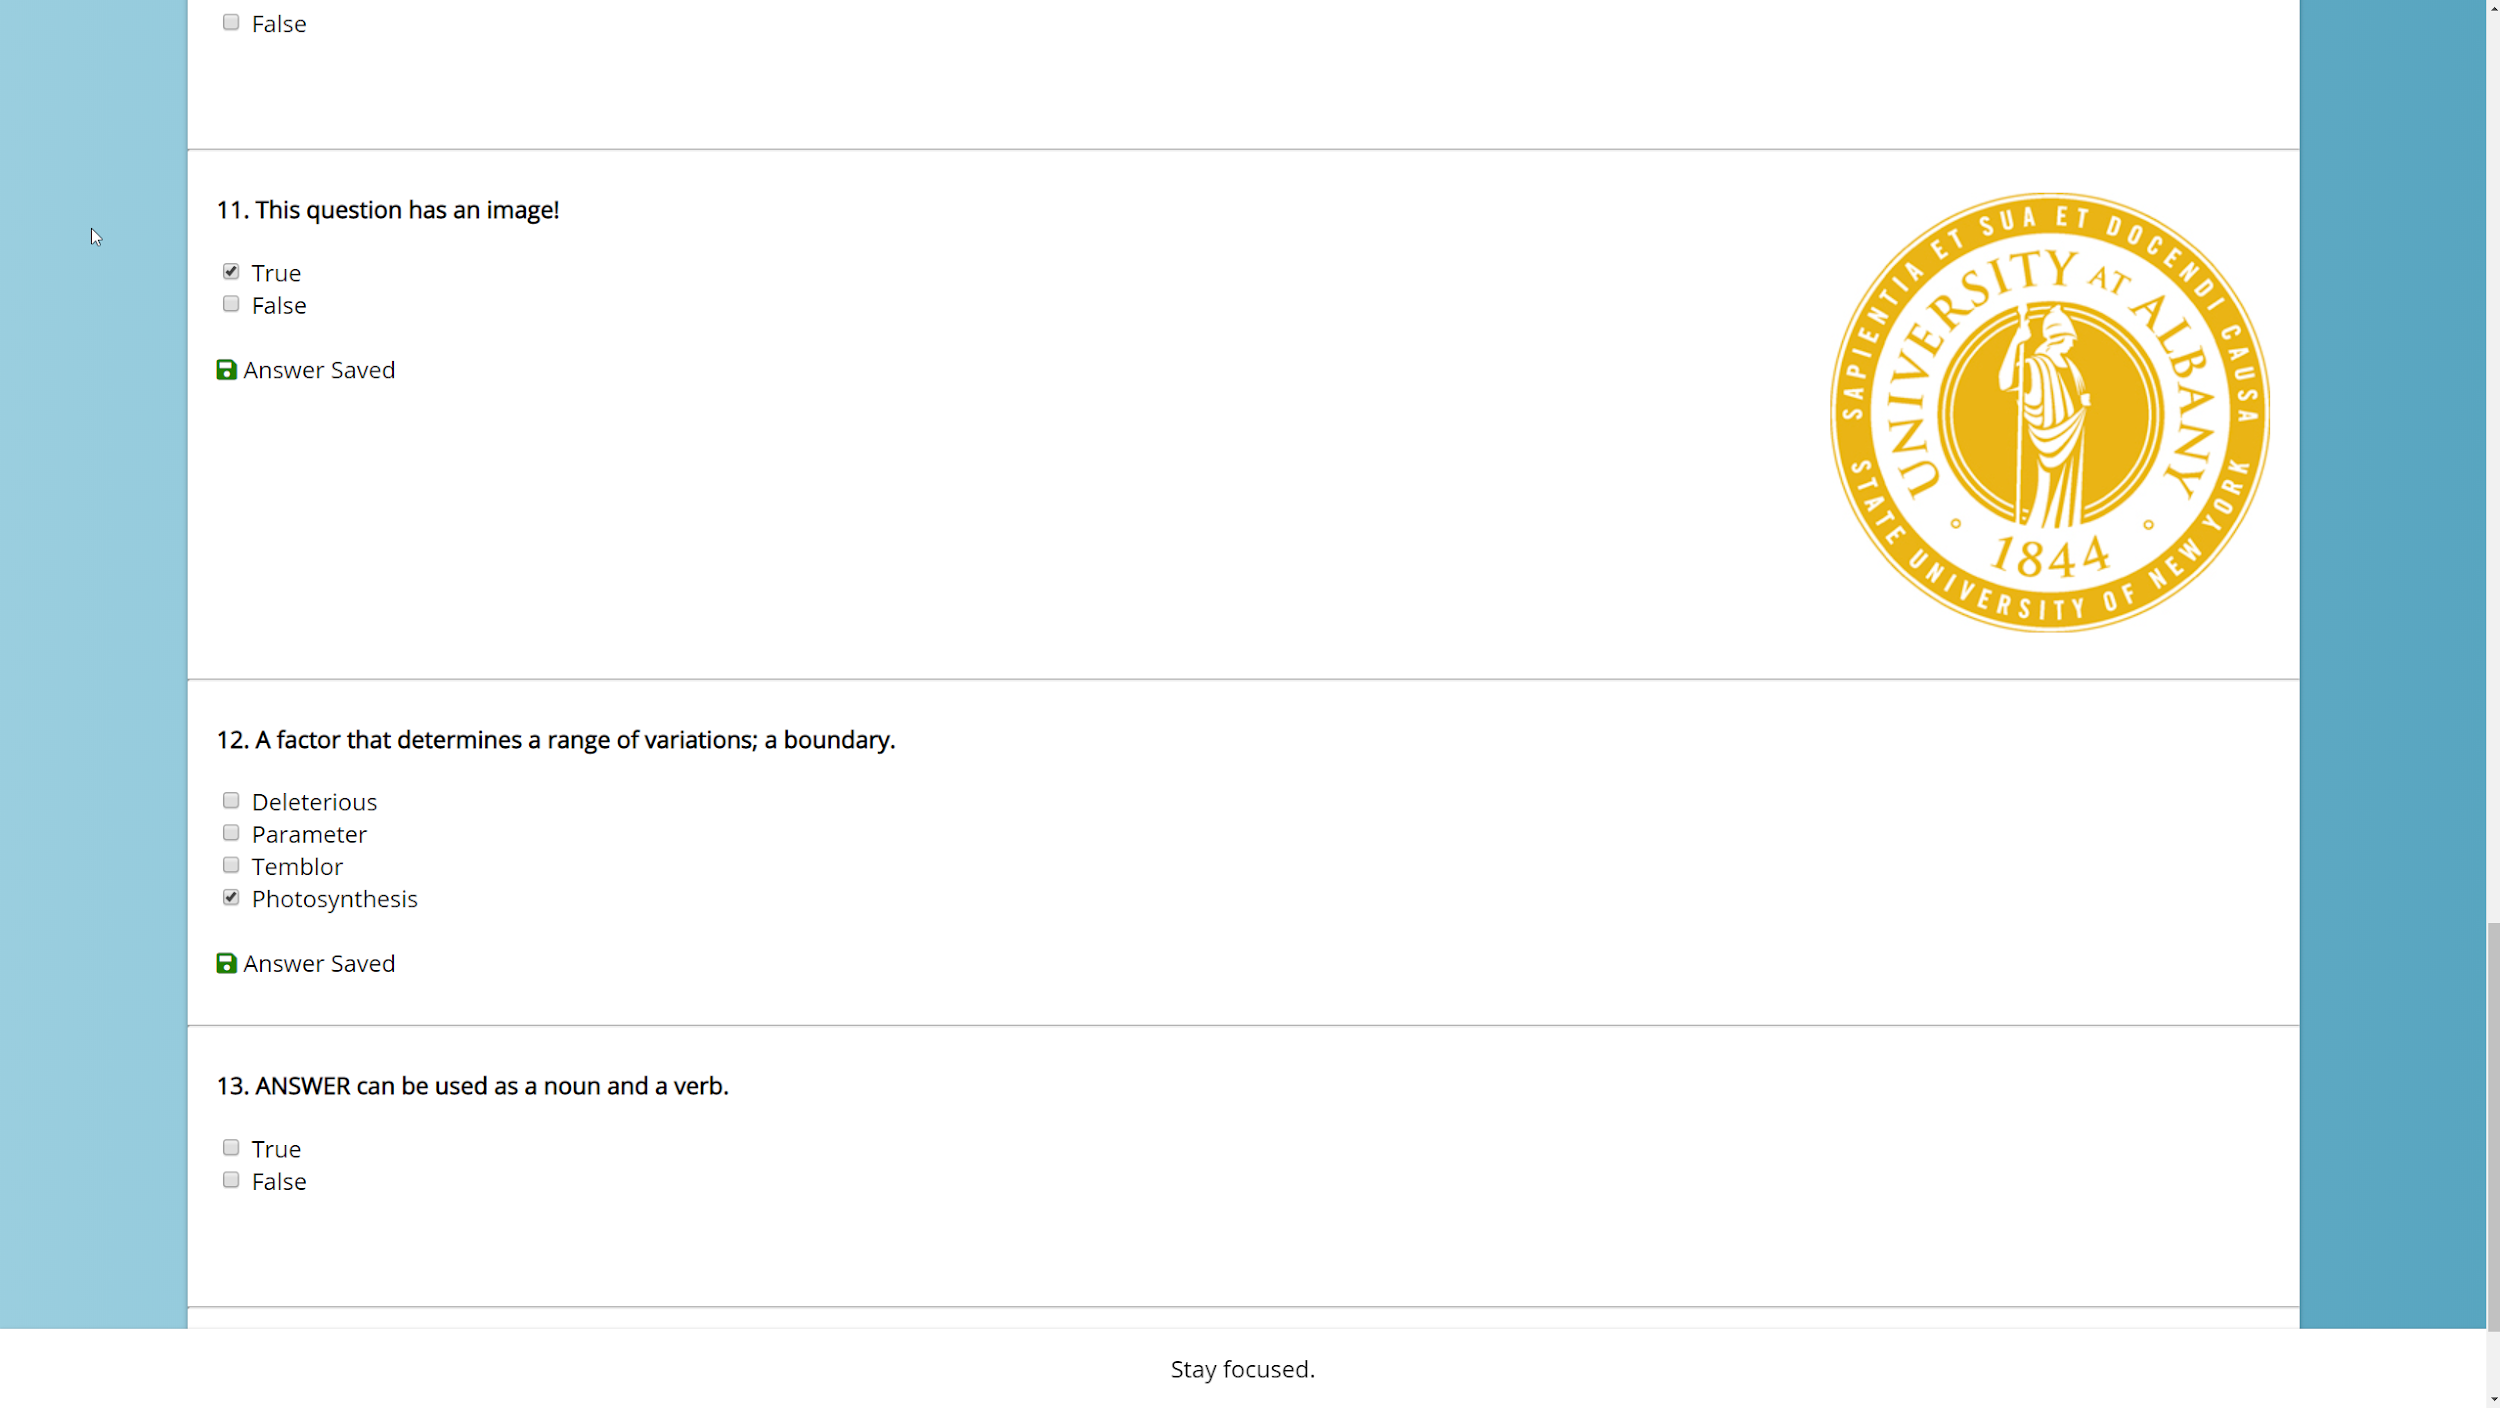 False
11. This question has an image!
True
False
Answer Saved
SAPIENTIA ET SUA ET DOCENDI CAUSA
UNIVERSITY AT ALBANY
1844
STATE UNIVERSITY OF NEW YORK
12. A factor that determines a range of variations; a boundary.
Deleterious
Parameter
Temblor
Photosynthesis
Answer Saved
13. ANSWER can be used as a noun and a verb.
True
False
Stay focused.